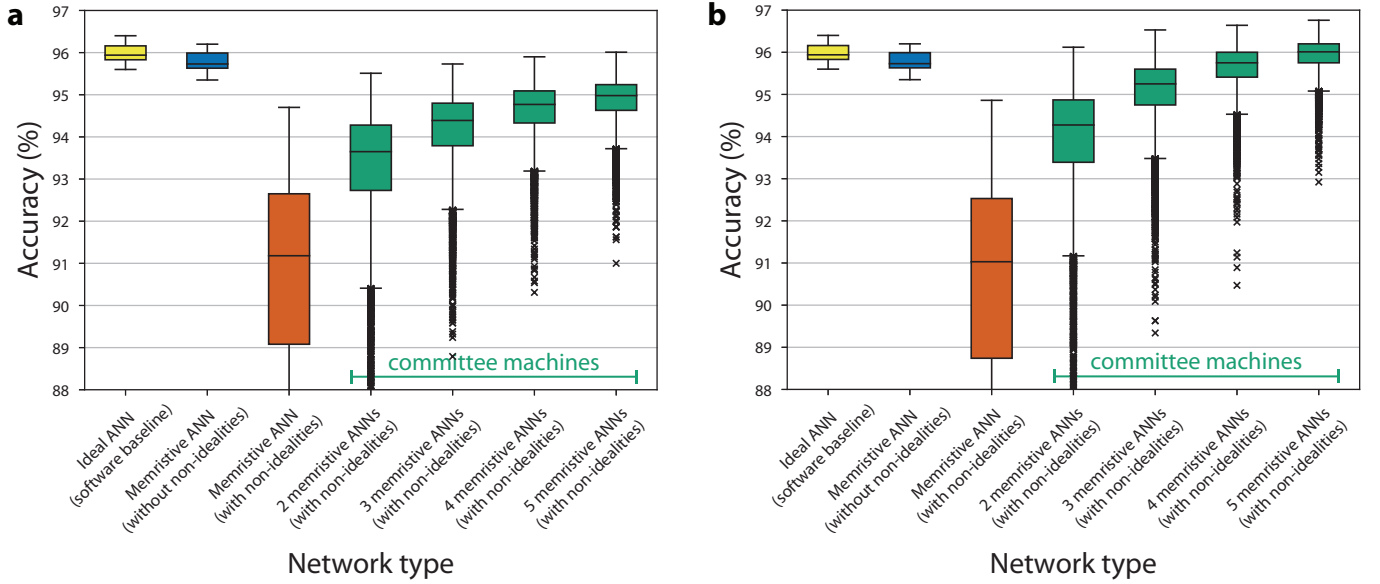 a
Accuracy (%)
97
96
95
94
93
92
91
90
89
88
committee machines
Ideal ANN
(software baseline)
Memristive ANN
(without non-idealities)
Memristive ANN
(with non-idealities)
2 memristive ANNs
(with non-idealities)
3 memristive ANNs
(with non-idealities)
4 memristive ANNs
(with non-idealities)
5 memristive ANNs
(with non-idealities)
Network type
b
Accuracy (%)
97
96
95
94
93
92
91
90
89
88
committee machines
Ideal ANN
(software baseline)
Memristive ANN
(without non-idealities)
Memristive ANN
(with non-idealities)
2 memristive ANNs
(with non-idealities)
3 memristive ANNs
(with non-idealities)
4 memristive ANNs
(with non-idealities)
5 memristive ANNs
(with non-idealities)
Network type